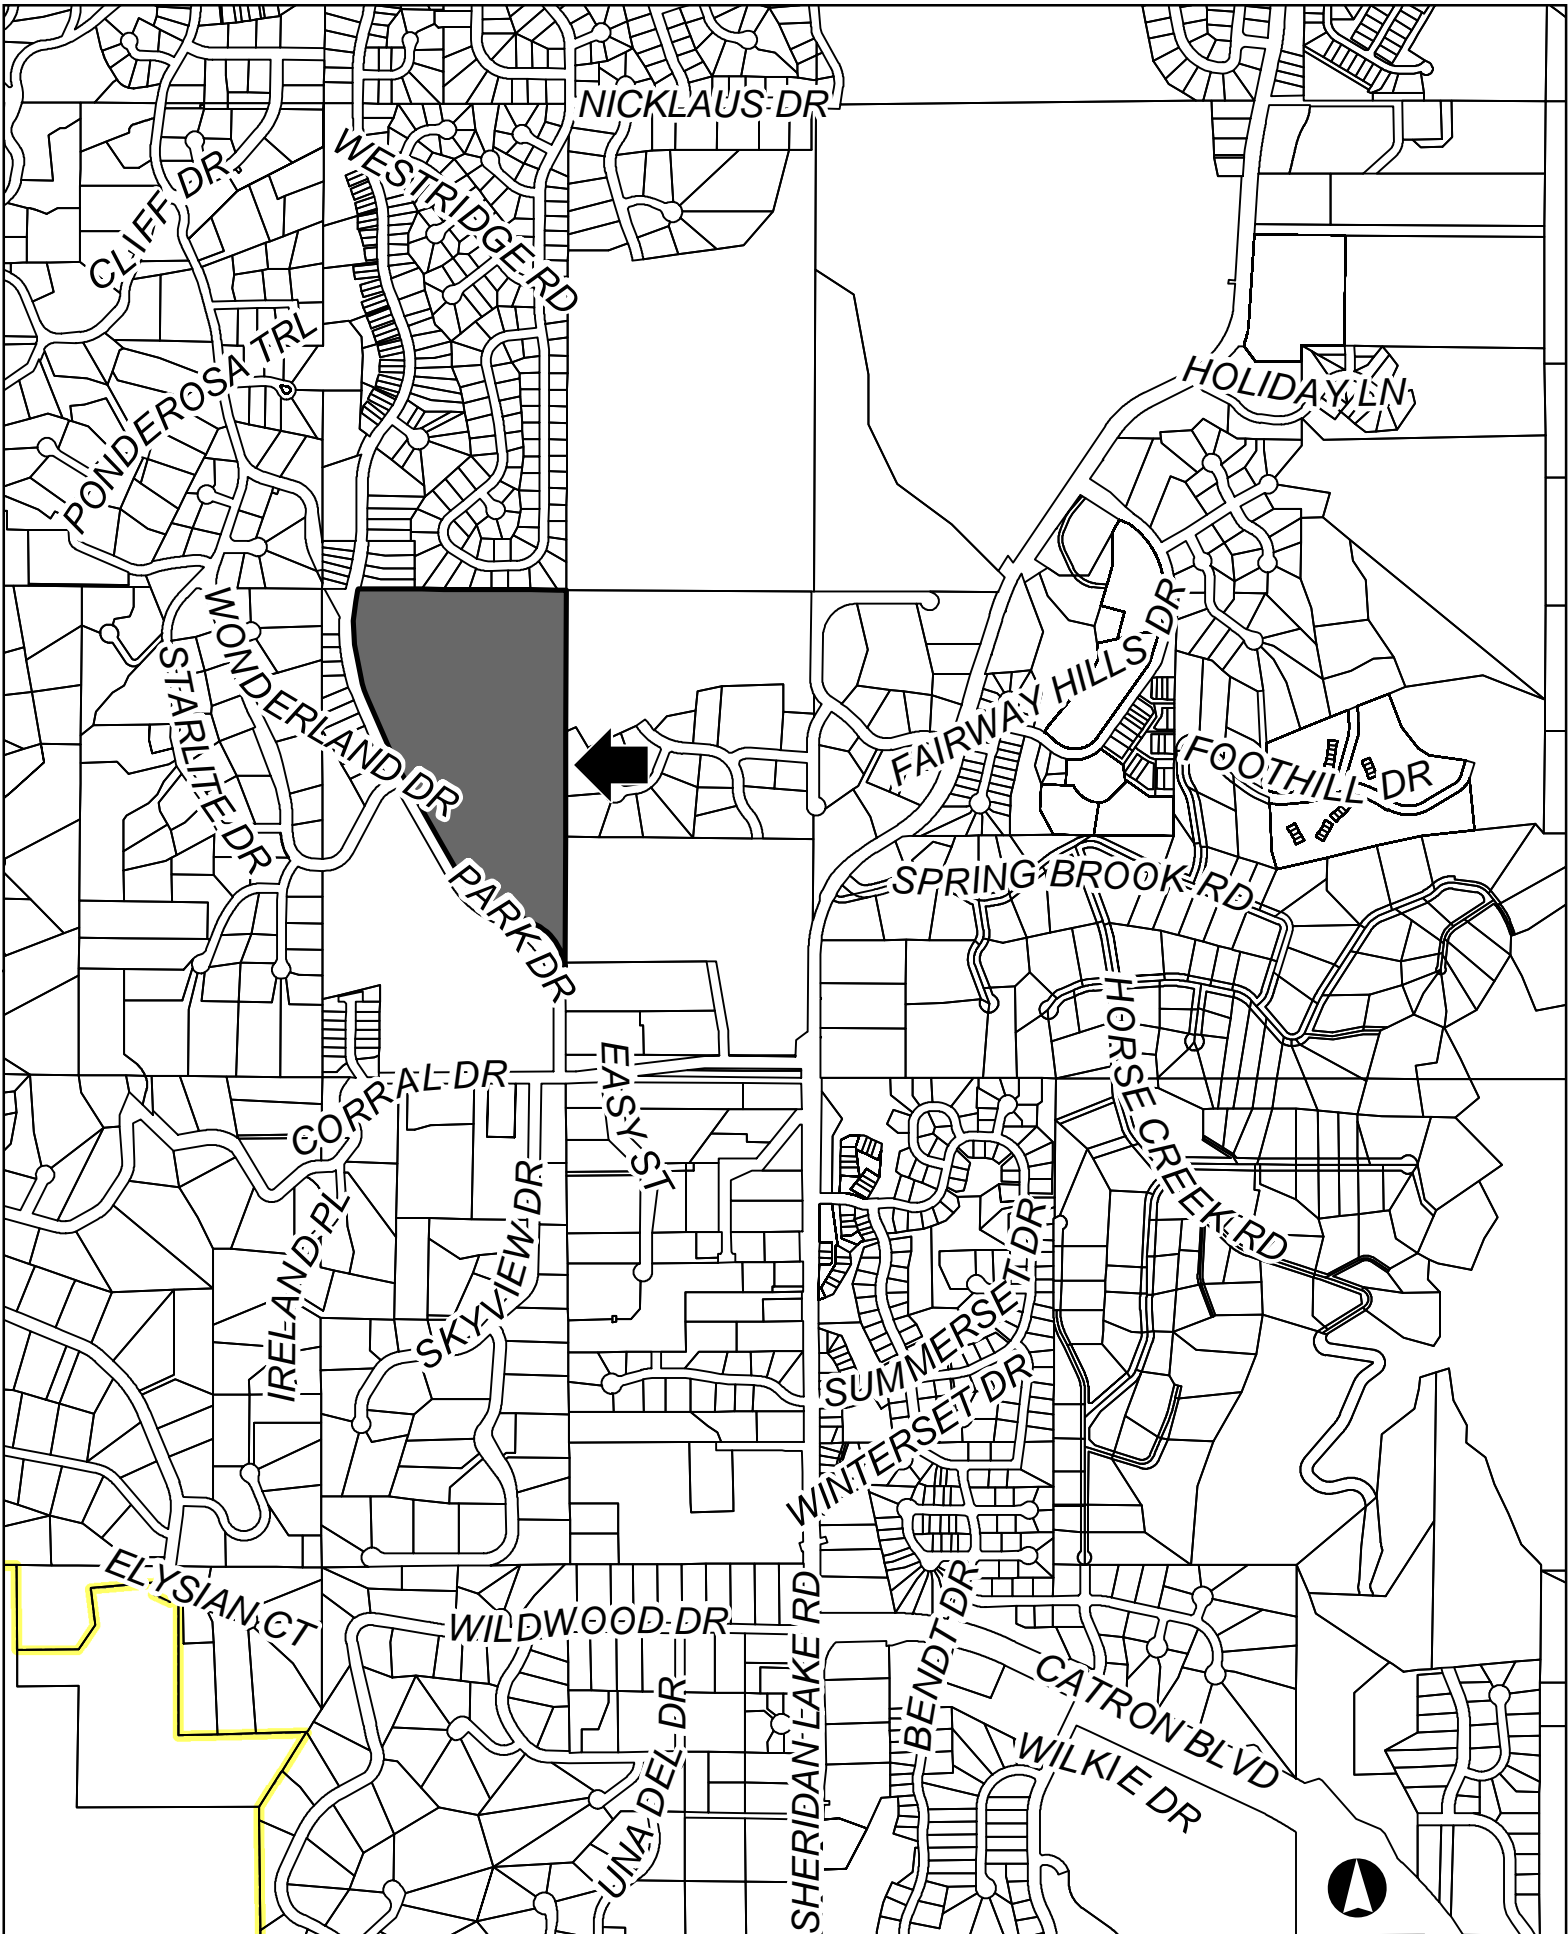 NICKLAUS DR
WESTRIDGE RD
CLIFF DR
PONDEROSA TRL
HOLIDAY LN
WONDERLAND DR
STARLITE DR
FAIRWAY HILLS DR
FOOTHILL DR
SPRING BROOK RD
PARK DR
HORSE CREEK RD
CORRAL DR
EASY ST
IRELAND PL
SKYVIEW DR
SUMMERSET DR
WINTERSET DR
ELYSIAN CT
WILDWOOD DR
SHERIDAN LAKE RD
BENDT DR
CATRON BLVD
WILKIE DR
UNA DEL DR